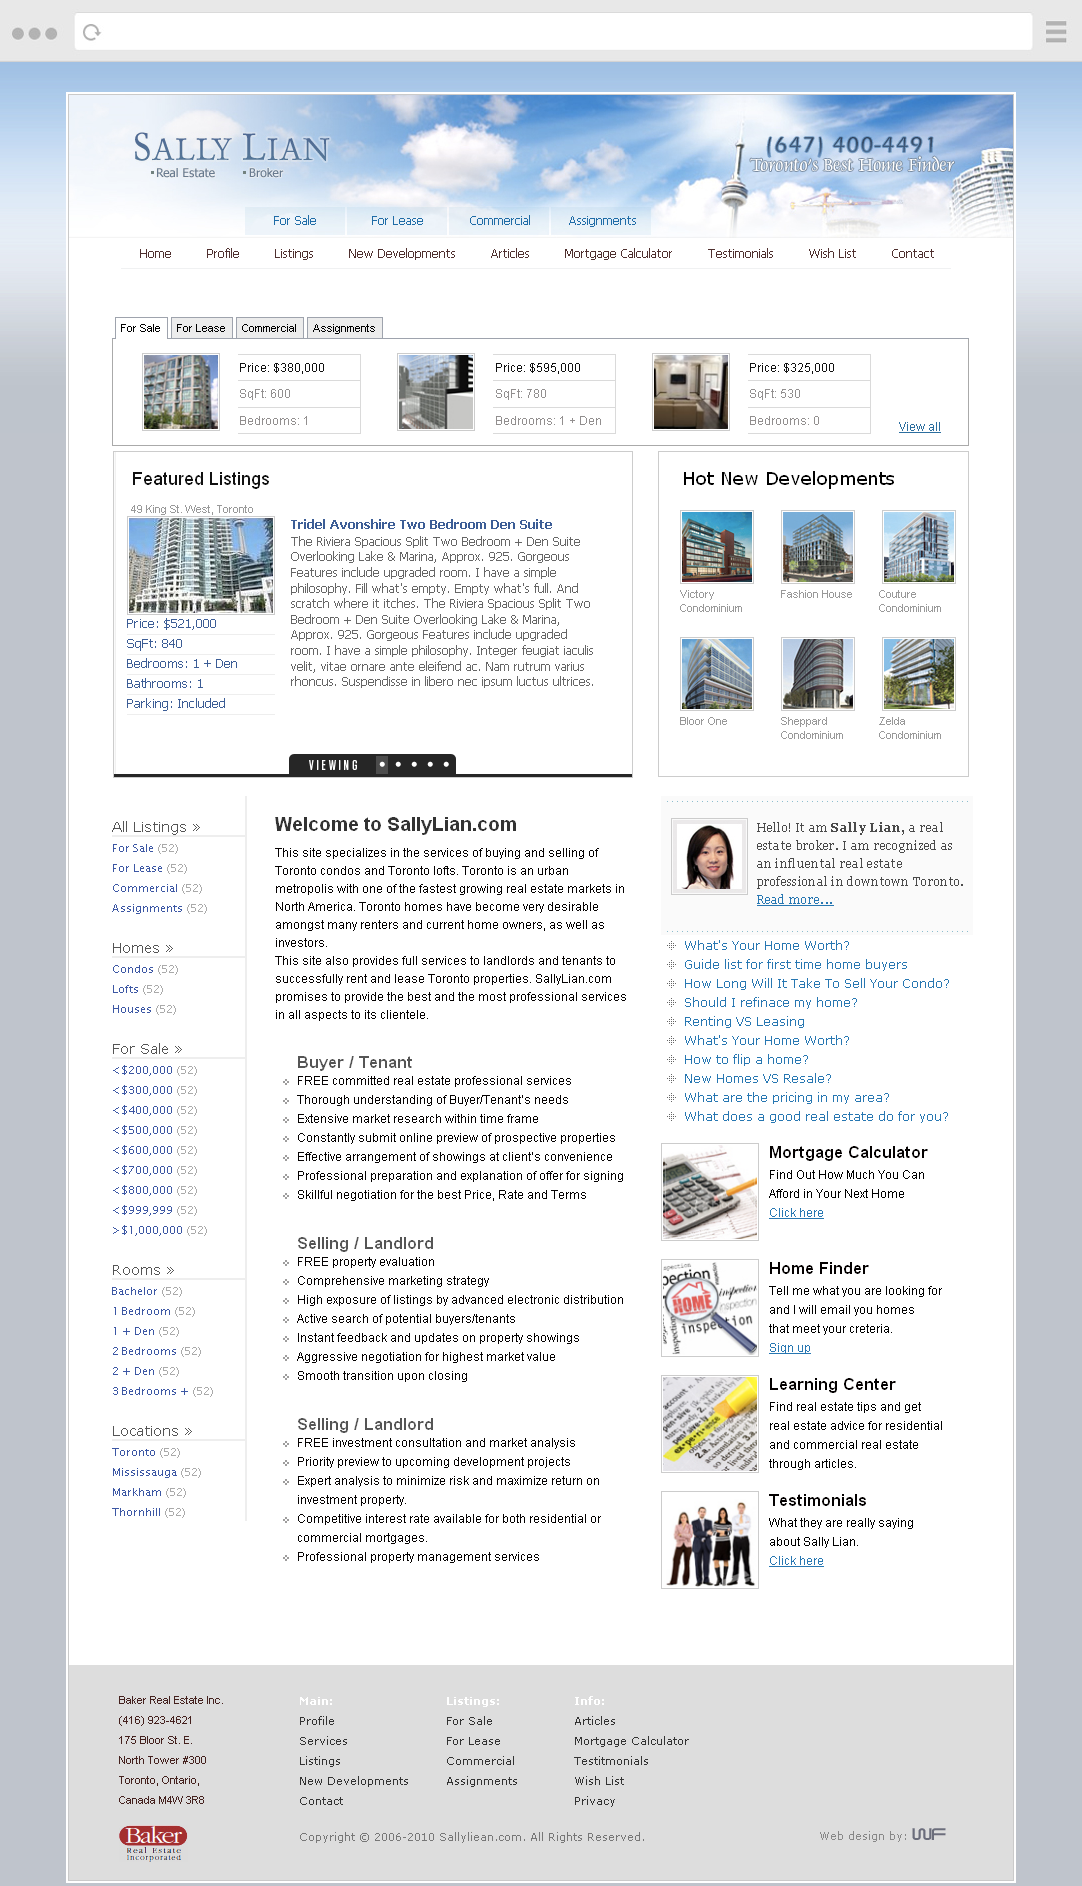 SALLY LIAN
▪Real Estate ▪Broker
(647) 400-4491
Toronto's Best Home Finder
For Sale For Lease Commercial Assignments
Home Profile Listings New Developments Articles Mortgage Calculator Testimonials Wish List Contact
For Sale For Lease Commercial Assignments
Price: $380,000
SqFt: 600
Bedrooms: 1
Price: $595,000
SqFt: 780
Bedrooms: 1 + Den
Price: $325,000
SqFt: 530
Bedrooms: 0
View all
Featured Listings
49 King St. West, Toronto
Price: $521,000
SqFt: 840
Bedrooms: 1 + Den
Bathrooms: 1
Parking: Included
Tridel Avonshire Two Bedroom Den Suite
The Riviera Spacious Split Two Bedroom + Den Suite
Overlooking Lake & Marina, Approx. 925. Gorgeous
Features include upgraded room. I have a simple
philosophy. Fill what's empty. Empty what's full. And
scratch where it itches. The Riviera Spacious Split Two
Bedroom + Den Suite Overlooking Lake & Marina,
Approx. 925. Gorgeous Features include upgraded
room. I have a simple philosophy. Integer feugiat iaculis
velit, vitae ornare ante eleifend ac. Nam rutrum varius
rhoncus. Suspendisse in libero nec ipsum luctus ultrices.
VIEWING
Hot New Developments
Victory
Condominium
Fashion House
Couture
Condominium
Bloor One
Sheppard
Condominium
Zelda
Condominium
All Listings »
For Sale (52)
For Lease (52)
Commercial (52)
Assignments (52)
Homes »
Condos (52)
Lofts (52)
Houses (52)
For Sale »
<$200,000 (52)
<$300,000 (52)
<$400,000 (52)
<$500,000 (52)
<$600,000 (52)
<$700,000 (52)
<$800,000 (52)
<$999,999 (52)
>$1,000,000 (52)
Rooms »
Bachelor (52)
1 Bedroom (52)
1 + Den (52)
2 Bedrooms (52)
2 + Den (52)
3 Bedrooms + (52)
Locations »
Toronto (52)
Mississauga (52)
Markham (52)
Thornhill (52)
Welcome to SallyLian.com
This site specializes in the services of buying and selling of
Toronto condos and Toronto lofts. Toronto is an urban
metropolis with one of the fastest growing real estate markets in
North America. Toronto homes have become very desirable
amongst many renters and current home owners, as well as
investors.
This site also provides full services to landlords and tenants to
successfully rent and lease Toronto properties. SallyLian.com
promises to provide the best and the most professional services
in all aspects to its clientele.
Buyer / Tenant
FREE committed real estate professional services
Thorough understanding of Buyer/Tenant's needs
Extensive market research within time frame
Constantly submit online preview of prospective properties
Effective arrangement of showings at client's convenience
Professional preparation and explanation of offer for signing
Skillful negotiation for the best Price, Rate and Terms
Selling / Landlord
FREE property evaluation
Comprehensive marketing strategy
High exposure of listings by advanced electronic distribution
Active search of potential buyers/tenants
Instant feedback and updates on property showings
Aggressive negotiation for highest market value
Smooth transition upon closing
Selling / Landlord
FREE investment consultation and market analysis
Priority preview to upcoming development projects
Expert analysis to minimize risk and maximize return on
investment property.
Competitive interest rate available for both residential or
commercial mortgages.
Professional property management services
Hello! It am Sally Lian, a real
estate broker. I am recognized as
an influental real estate
professional in downtown Toronto.
Read more...
What's Your Home Worth?
Guide list for first time home buyers
How Long Will It Take To Sell Your Condo?
Should I refinace my home?
Renting VS Leasing
What's Your Home Worth?
How to flip a home?
New Homes VS Resale?
What are the pricing in my area?
What does a good real estate do for you?
Mortgage Calculator
Find Out How Much You Can
Afford in Your Next Home
Click here
pection
inspecti
HOME
spection
inspection
Home Finder
Tell me what you are looking for
and I will email you homes
that meet your creteria.
Sign up
experience
Learning Center
Find real estate tips and get
real estate advice for residential
and commercial real estate
through articles.
Testimonials
What they are really saying
about Sally Lian.
Click here
Baker Real Estate Inc.
(416) 923-4621
175 Bloor St. E.
North Tower #300
Toronto, Ontario,
Canada M4W 3R8
Baker
Real Estate
Incorporated
Main:
Profile
Services
Listings
New Developments
Contact
Listings:
For Sale
For Lease
Commercial
Assignments
Info:
Articles
Mortgage Calculator
Testitmonials
Wish List
Privacy
Copyright © 2006-2010 Sallyliean.com. All Rights Reserved.
Web design by: WF